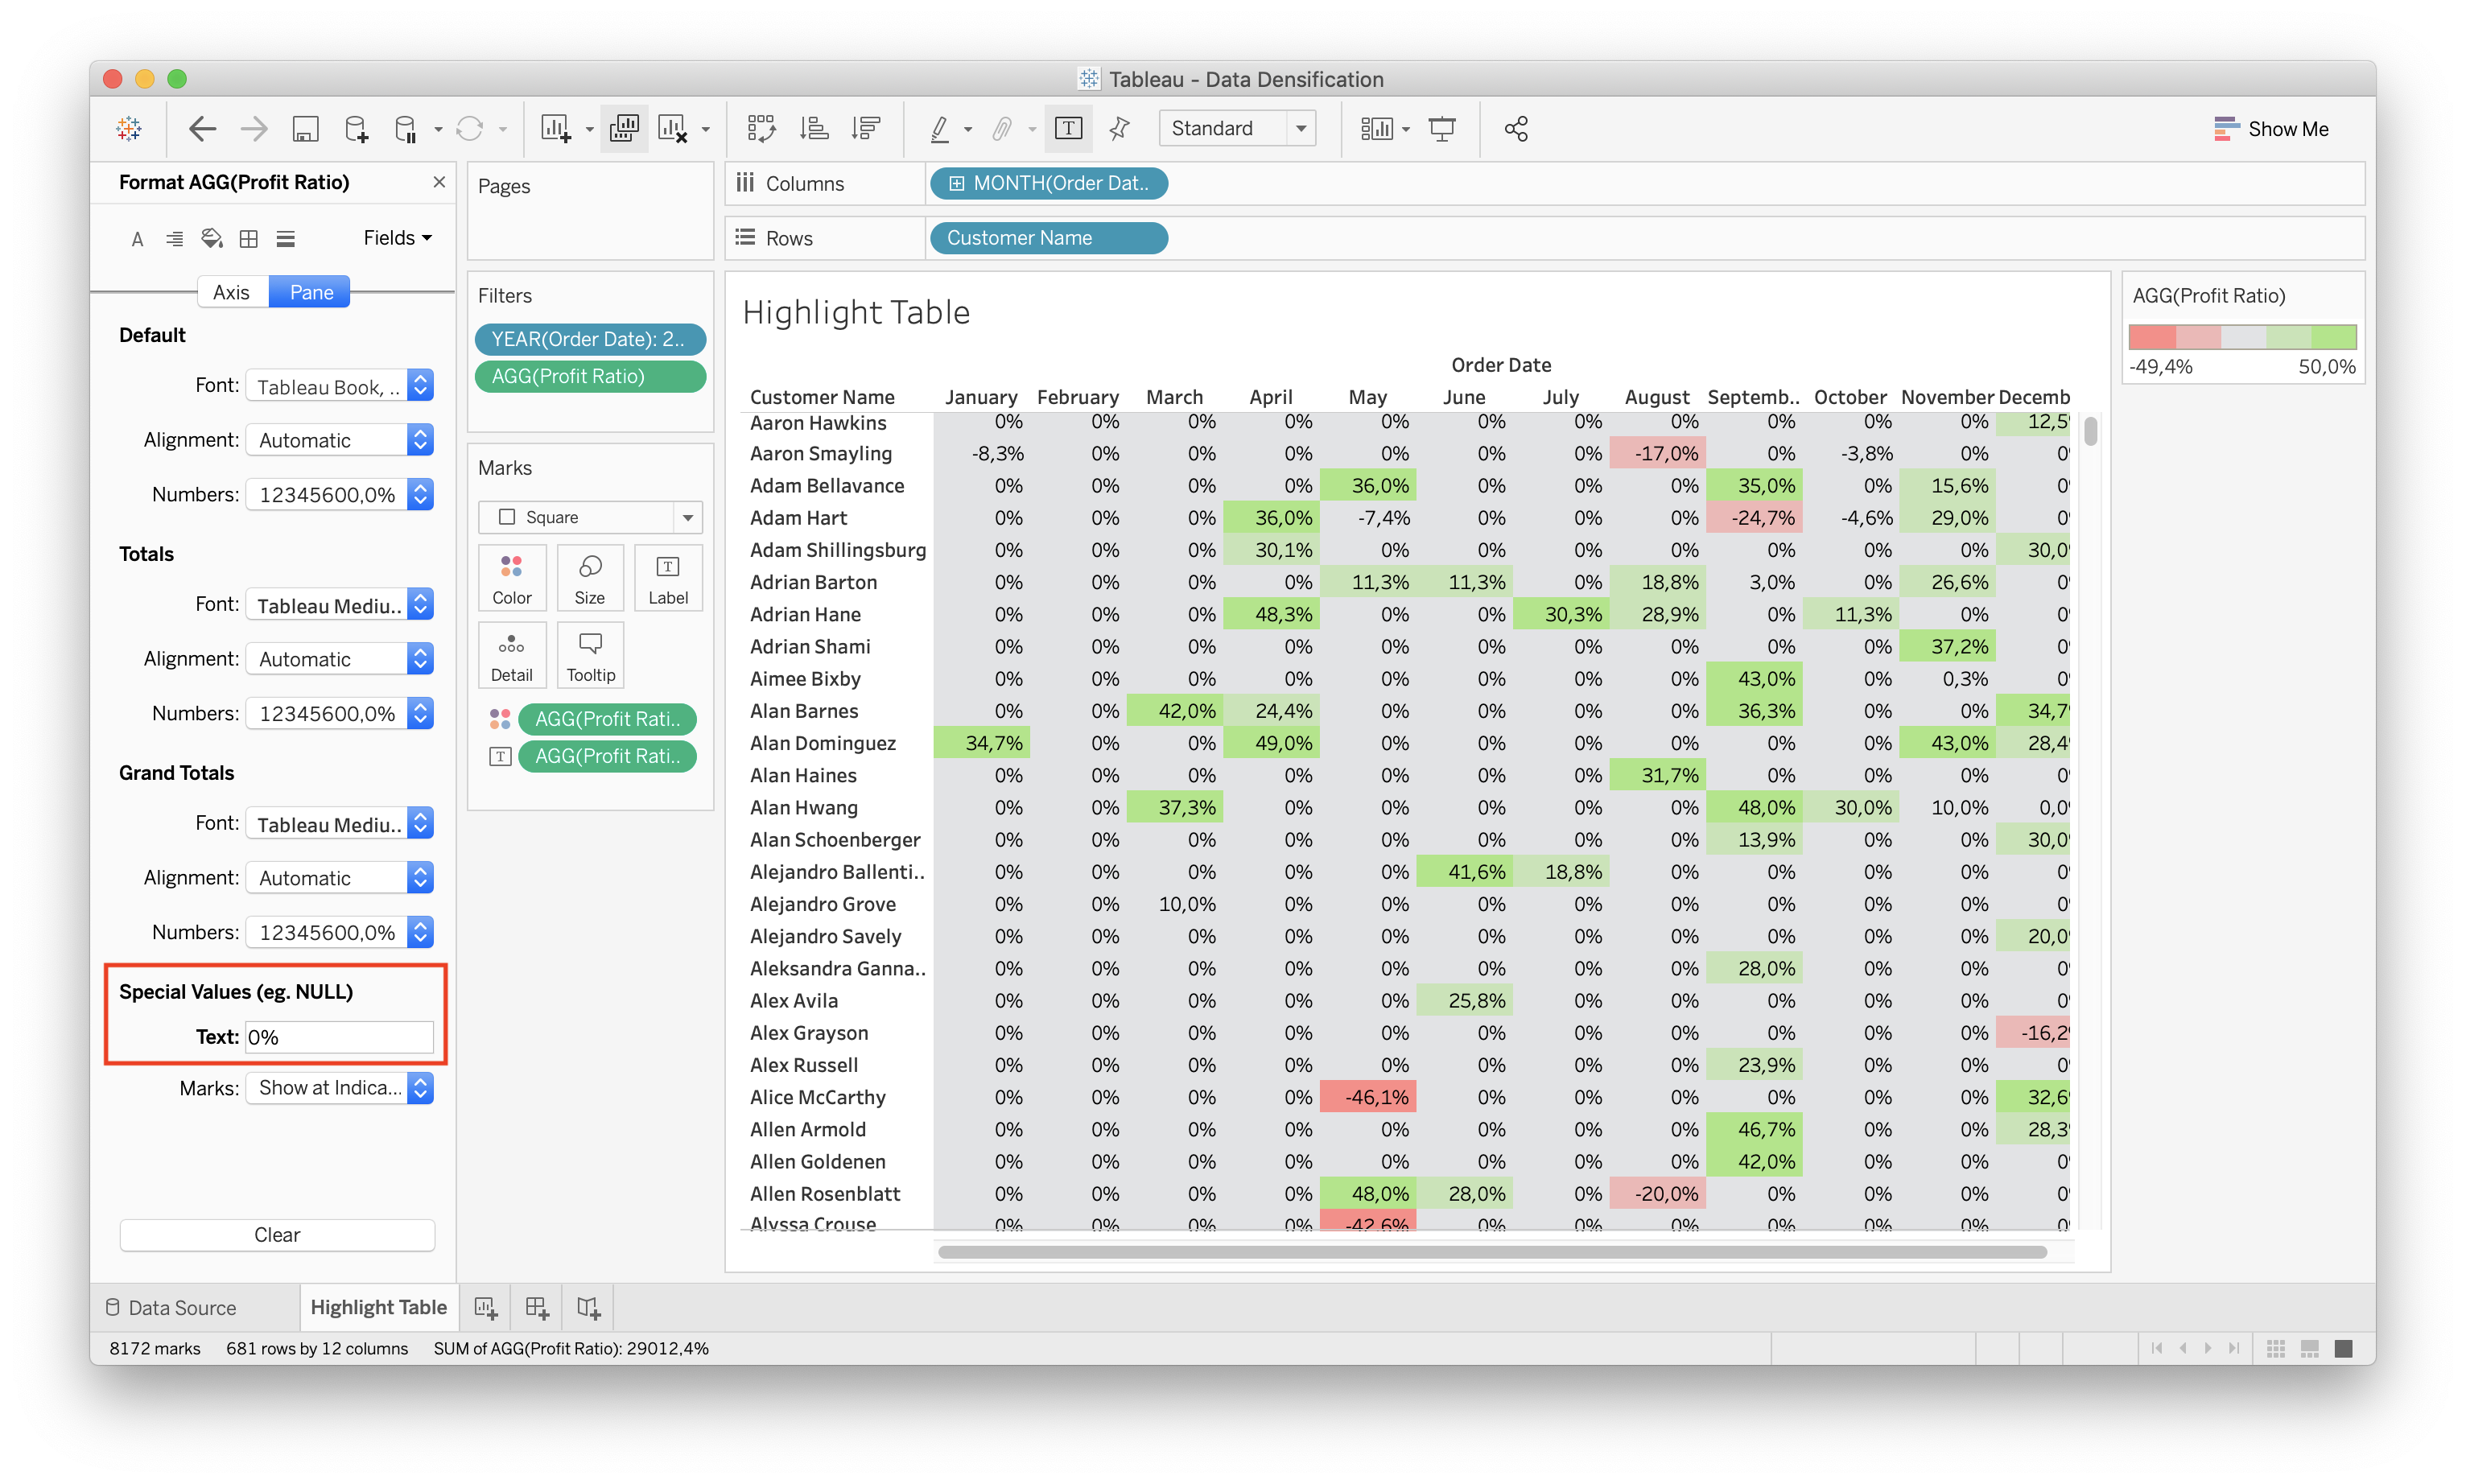 Tableau - Data Densification
Standard
Show Me
Format AGG(Profit Ratio)
Fields
Axis Pane
Default
Font: Tableau Book, ..
Alignment: Automatic
Numbers: 12345600,0%
Totals
Font: Tableau Mediu..
Alignment: Automatic
Numbers: 12345600,0%
Grand Totals
Font: Tableau Mediu..
Alignment: Automatic
Numbers: 12345600,0%
Special Values (eg. NULL)
Text: 0%
Marks: Show at Indica...
Clear
Pages
Filters
YEAR(Order Date): 2..
AGG(Profit Ratio)
Marks
Square
Color Size Label
Detail Tooltip
AGG(Profit Rati..
AGG(Profit Rati..
Columns MONTH(Order Dat..
Rows Customer Name
Highlight Table
Order Date
Customer Name January February March April May June July August Septemb.. October November Decemb
Aaron Hawkins 0% 0% 0% 0% 0% 0% 0% 0% 0% 0% 0% 12,5
Aaron Smayling -8,3% 0% 0% 0% 0% 0% 0% -17,0% 0% -3,8% 0% 0
Adam Bellavance 0% 0% 0% 0% 36,0% 0% 0% 0% 35,0% 0% 15,6% 0
Adam Hart 0% 0% 0% 36,0% -7,4% 0% 0% 0% -24,7% -4,6% 29,0% 0
Adam Shillingsburg 0% 0% 0% 30,1% 0% 0% 0% 0% 0% 0% 0% 30,0
Adrian Barton 0% 0% 0% 0% 11,3% 11,3% 0% 18,8% 3,0% 0% 26,6% 0
Adrian Hane 0% 0% 0% 48,3% 0% 0% 30,3% 28,9% 0% 11,3% 0% 0
Adrian Shami 0% 0% 0% 0% 0% 0% 0% 0% 0% 0% 37,2% 0
Aimee Bixby 0% 0% 0% 0% 0% 0% 0% 0% 43,0% 0% 0,3% 0
Alan Barnes 0% 0% 42,0% 24,4% 0% 0% 0% 0% 36,3% 0% 0% 34,7
Alan Dominguez 34,7% 0% 0% 49,0% 0% 0% 0% 0% 0% 0% 43,0% 28,4
Alan Haines 0% 0% 0% 0% 0% 0% 0% 31,7% 0% 0% 0% 0
Alan Hwang 0% 0% 37,3% 0% 0% 0% 0% 0% 48,0% 30,0% 10,0% 0,0
Alan Schoenberger 0% 0% 0% 0% 0% 0% 0% 0% 13,9% 0% 0% 30,0
Alejandro Ballenti.. 0% 0% 0% 0% 0% 41,6% 18,8% 0% 0% 0% 0% 0
Alejandro Grove 0% 0% 10,0% 0% 0% 0% 0% 0% 0% 0% 0% 0
Alejandro Savely 0% 0% 0% 0% 0% 0% 0% 0% 0% 0% 0% 20,0
Aleksandra Ganna.. 0% 0% 0% 0% 0% 0% 0% 0% 28,0% 0% 0% 0
Alex Avila 0% 0% 0% 0% 0% 25,8% 0% 0% 0% 0% 0% 0
Alex Grayson 0% 0% 0% 0% 0% 0% 0% 0% 0% 0% 0% -16,2
Alex Russell 0% 0% 0% 0% 0% 0% 0% 0% 23,9% 0% 0% 0
Alice McCarthy 0% 0% 0% 0% -46,1% 0% 0% 0% 0% 0% 0% 32,6
Allen Armold 0% 0% 0% 0% 0% 0% 0% 0% 46,7% 0% 0% 28,3
Allen Goldenen 0% 0% 0% 0% 0% 0% 0% 0% 42,0% 0% 0% 0
Allen Rosenblatt 0% 0% 0% 0% 48,0% 28,0% 0% -20,0% 0% 0% 0% 0
Alyssa Crouse 0% 0% 0% 0% -42,6% 0% 0% 0% 0% 0% 0% 0
AGG(Profit Ratio)
-49,4% 50,0%
Data Source Highlight Table
8172 marks 681 rows by 12 columns SUM of AGG(Profit Ratio): 29012,4%